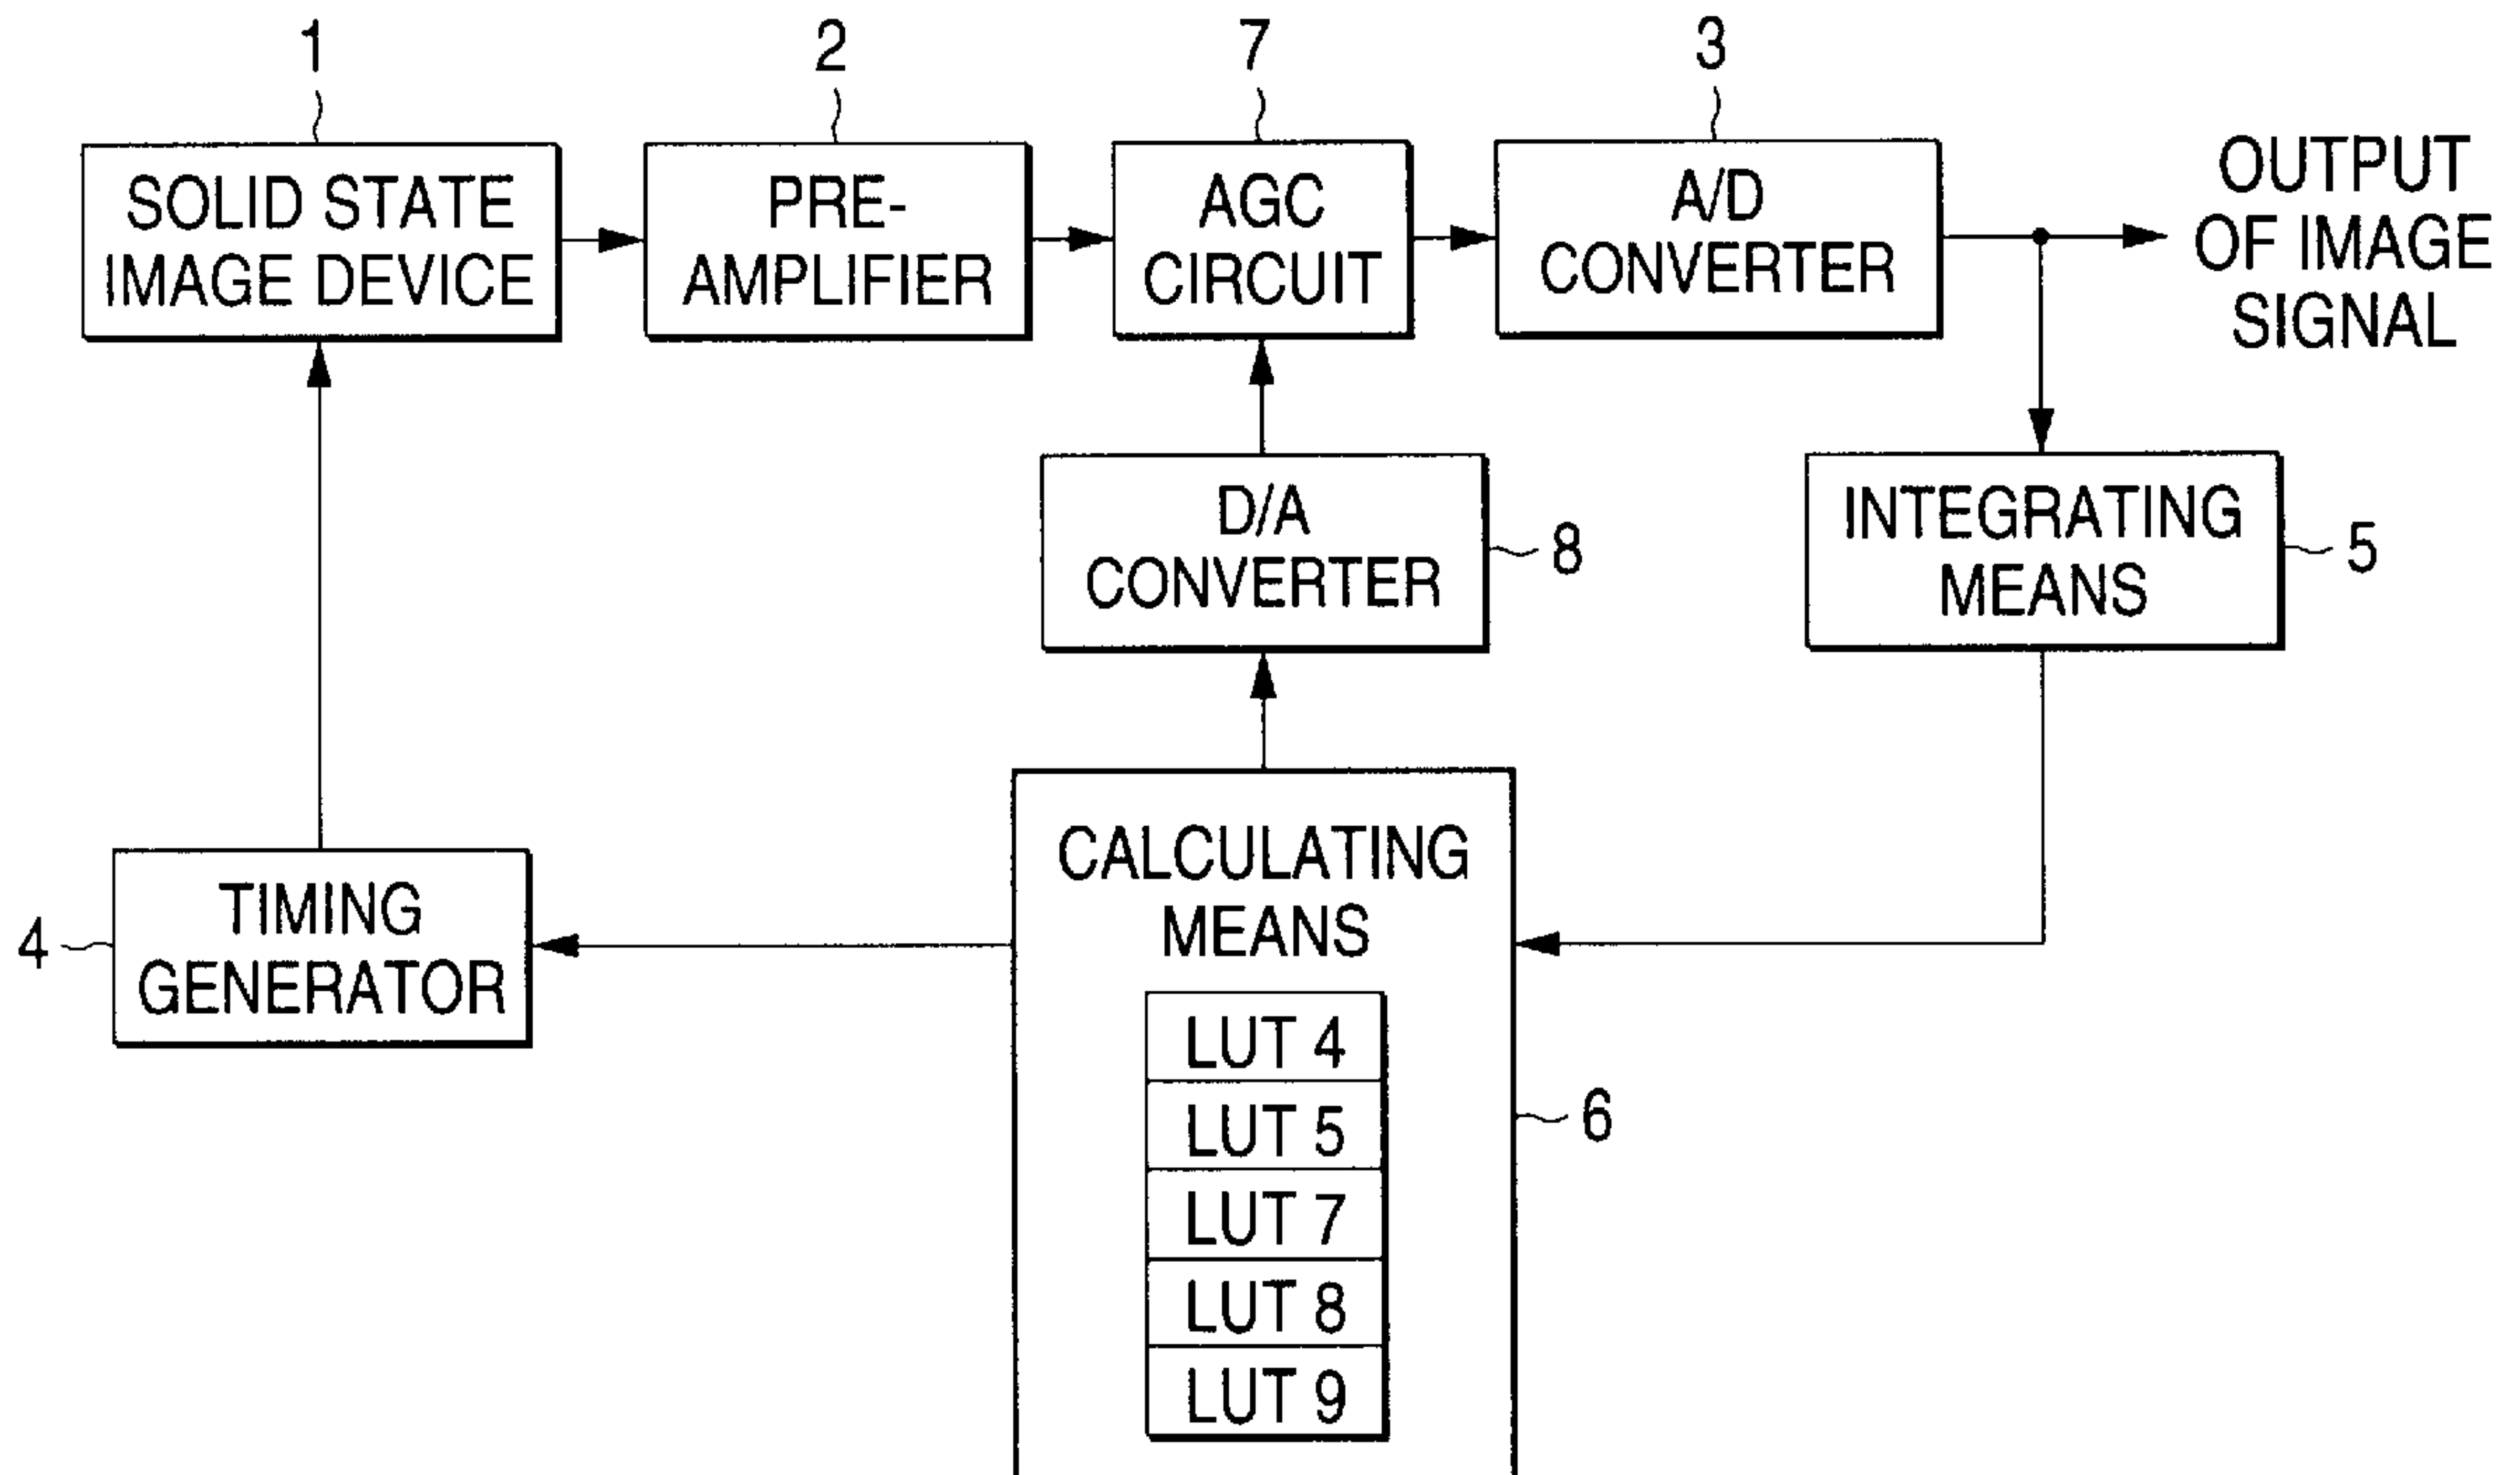 1
2
7
3
SOLID STATE
IMAGE DEVICE
PRE-
AMPLIFIER
AGC
CIRCUIT
A/D
CONVERTER
OUTPUT
OF IMAGE
SIGNAL
D/A
CONVERTER
8
INTEGRATING
MEANS
5
4
TIMING
GENERATOR
CALCULATING
MEANS
LUT 4
LUT 5
LUT 7
LUT 8
LUT 9
6